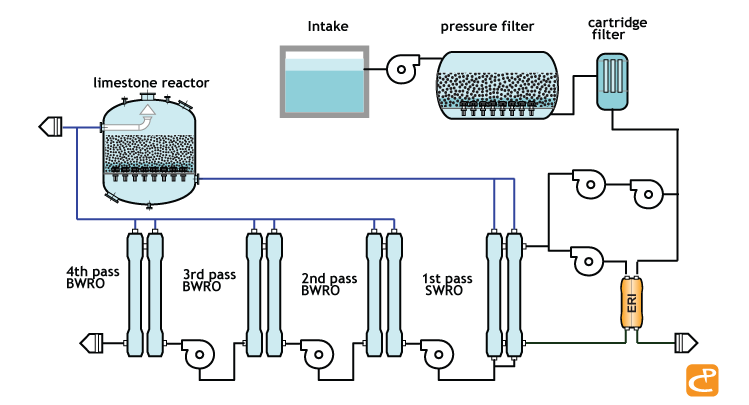 Intake
pressure filter
cartridge
filter
limestone reactor
4th pass
BWRO
3rd pass
BWRO
2nd pass
BWRO
1st pass
SWRO
ERI